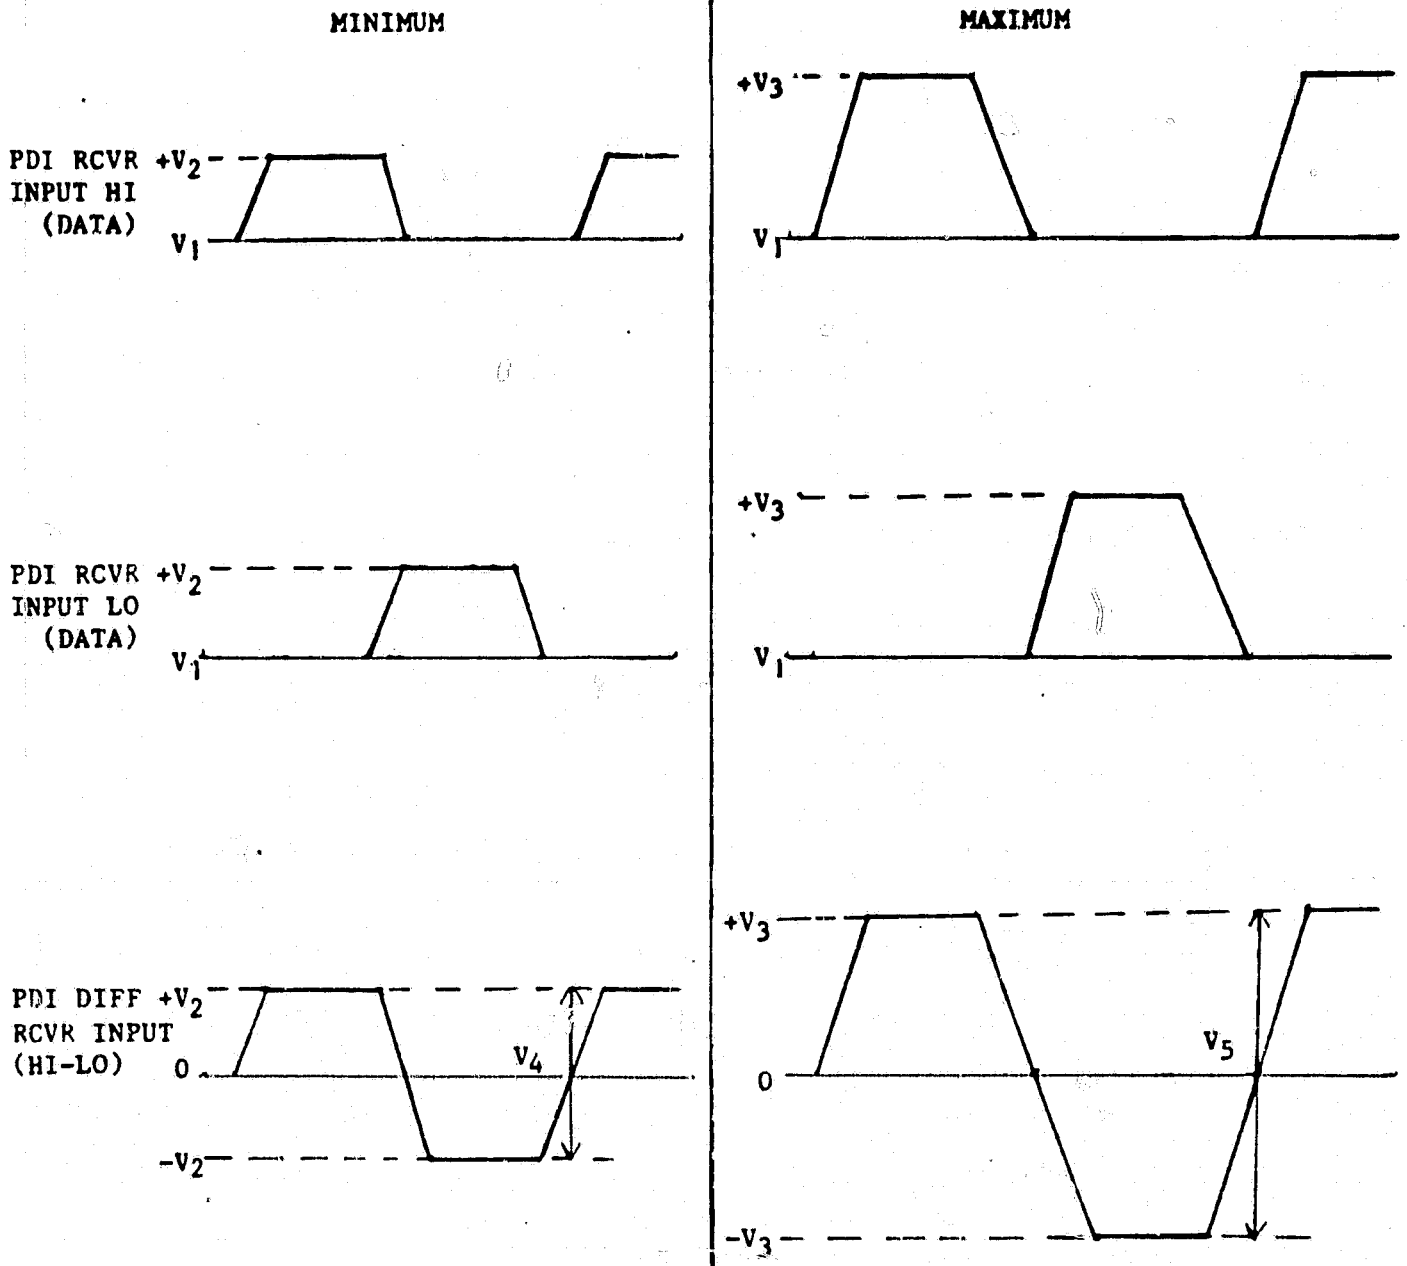 MINIMUM
MAXIMUM
PDI RCVR +V2
INPUT HI
(DATA)
V1
+V3
V1
PDI RCVR +V2
INPUT LO
(DATA)
V1
+V3
V1
PDI DIFF +V2
RCVR INPUT
(HI-LO) 0
V4
-V2
+V3
V5
0
-V3